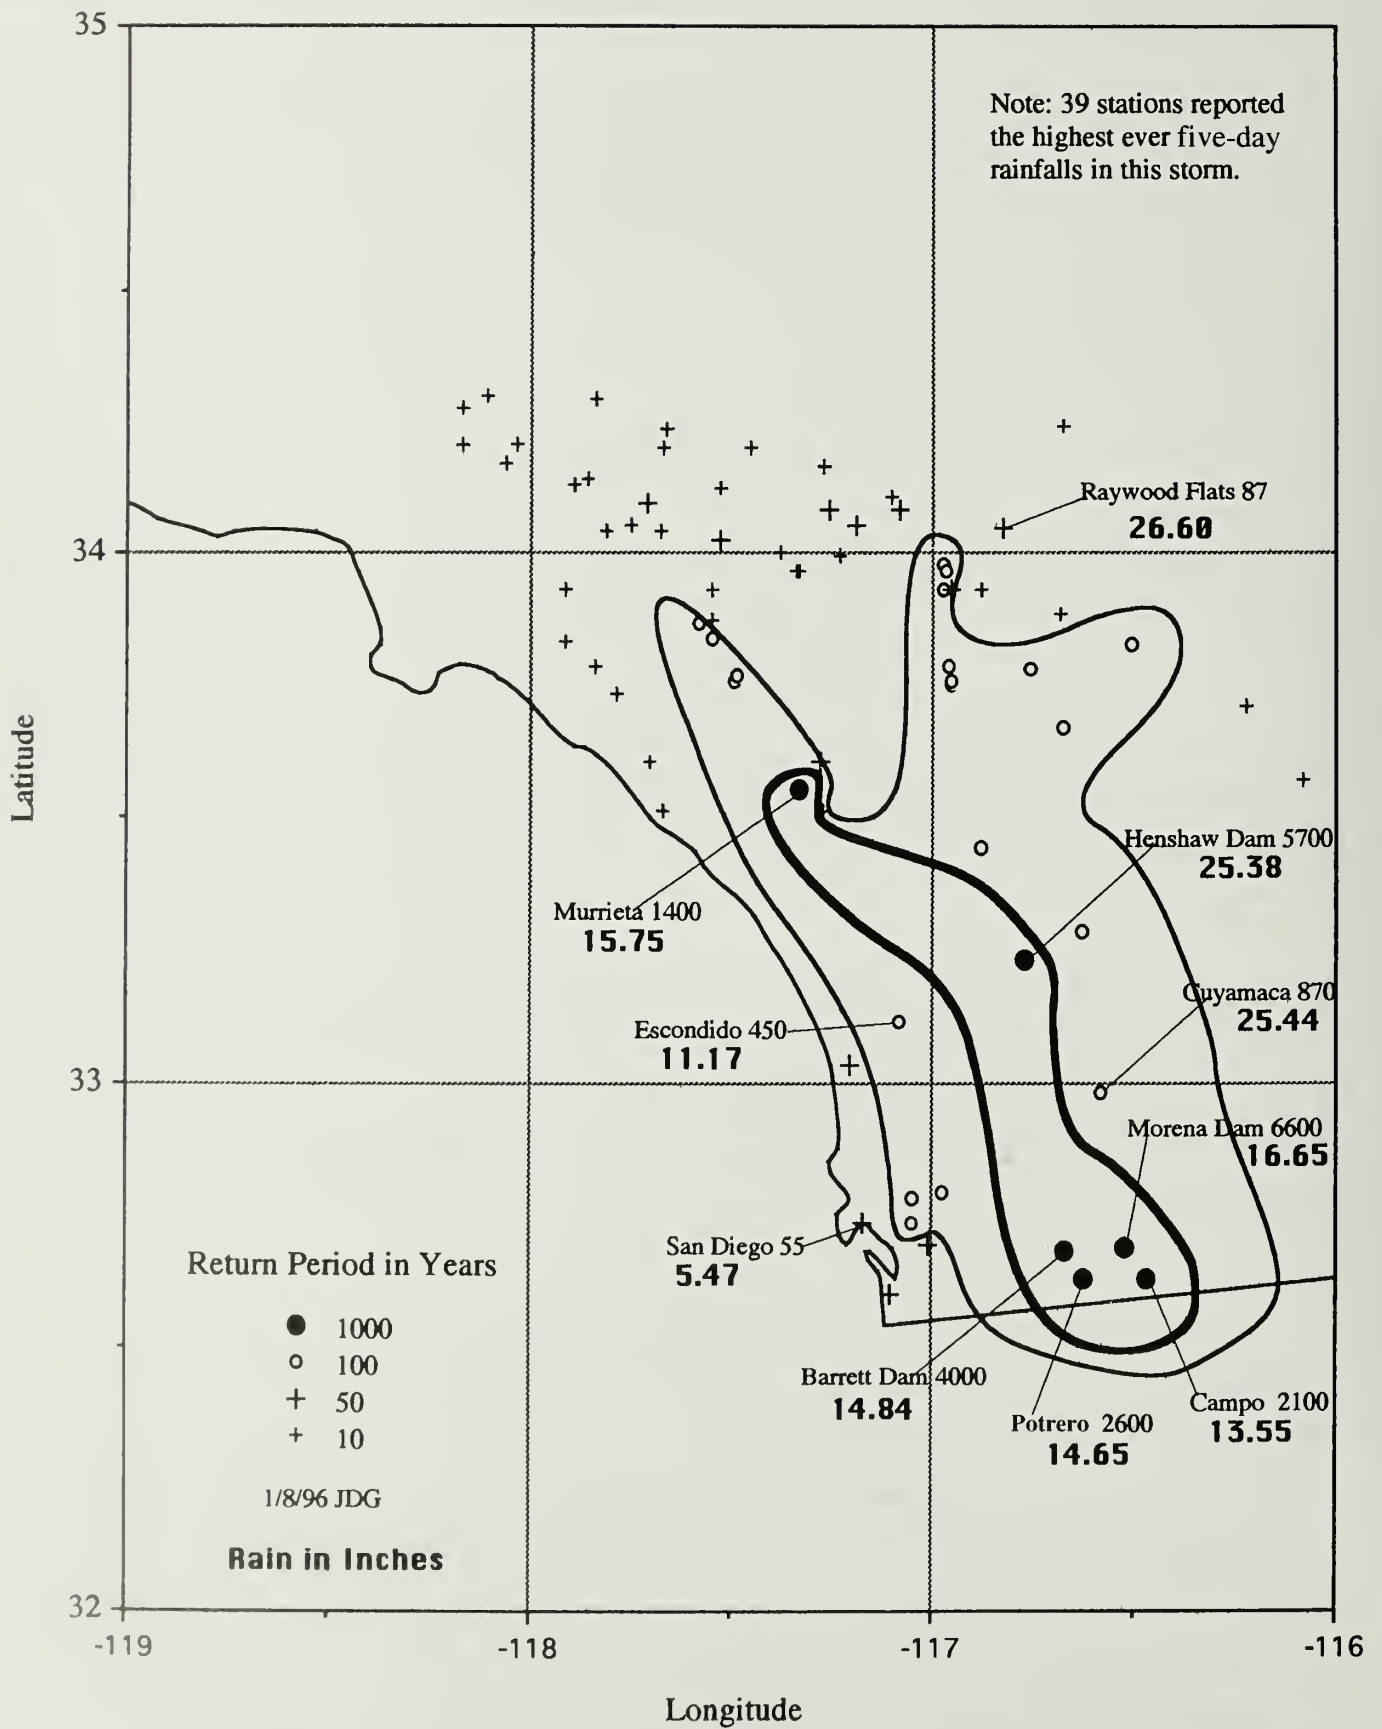 35
Note: 39 stations reported
the highest ever five-day
rainfalls in this storm.
Raywood Flats 87
26.60
34
Latitude
Henshaw Dam 5700
25.38
Murrieta 1400
15.75
Cuyamaca 870
25.44
Escondido 450
11.17
33
Morena Dam 6600
16.65
San Diego 55
5.47
Return Period in Years
1000
100
50
10
Barrett Dam 4000
14.84
Campo 2100
13.55
Potrero 2600
14.65
1/8/96 JDG
Rain in Inches
32
-119 -118 -117 -116
Longitude